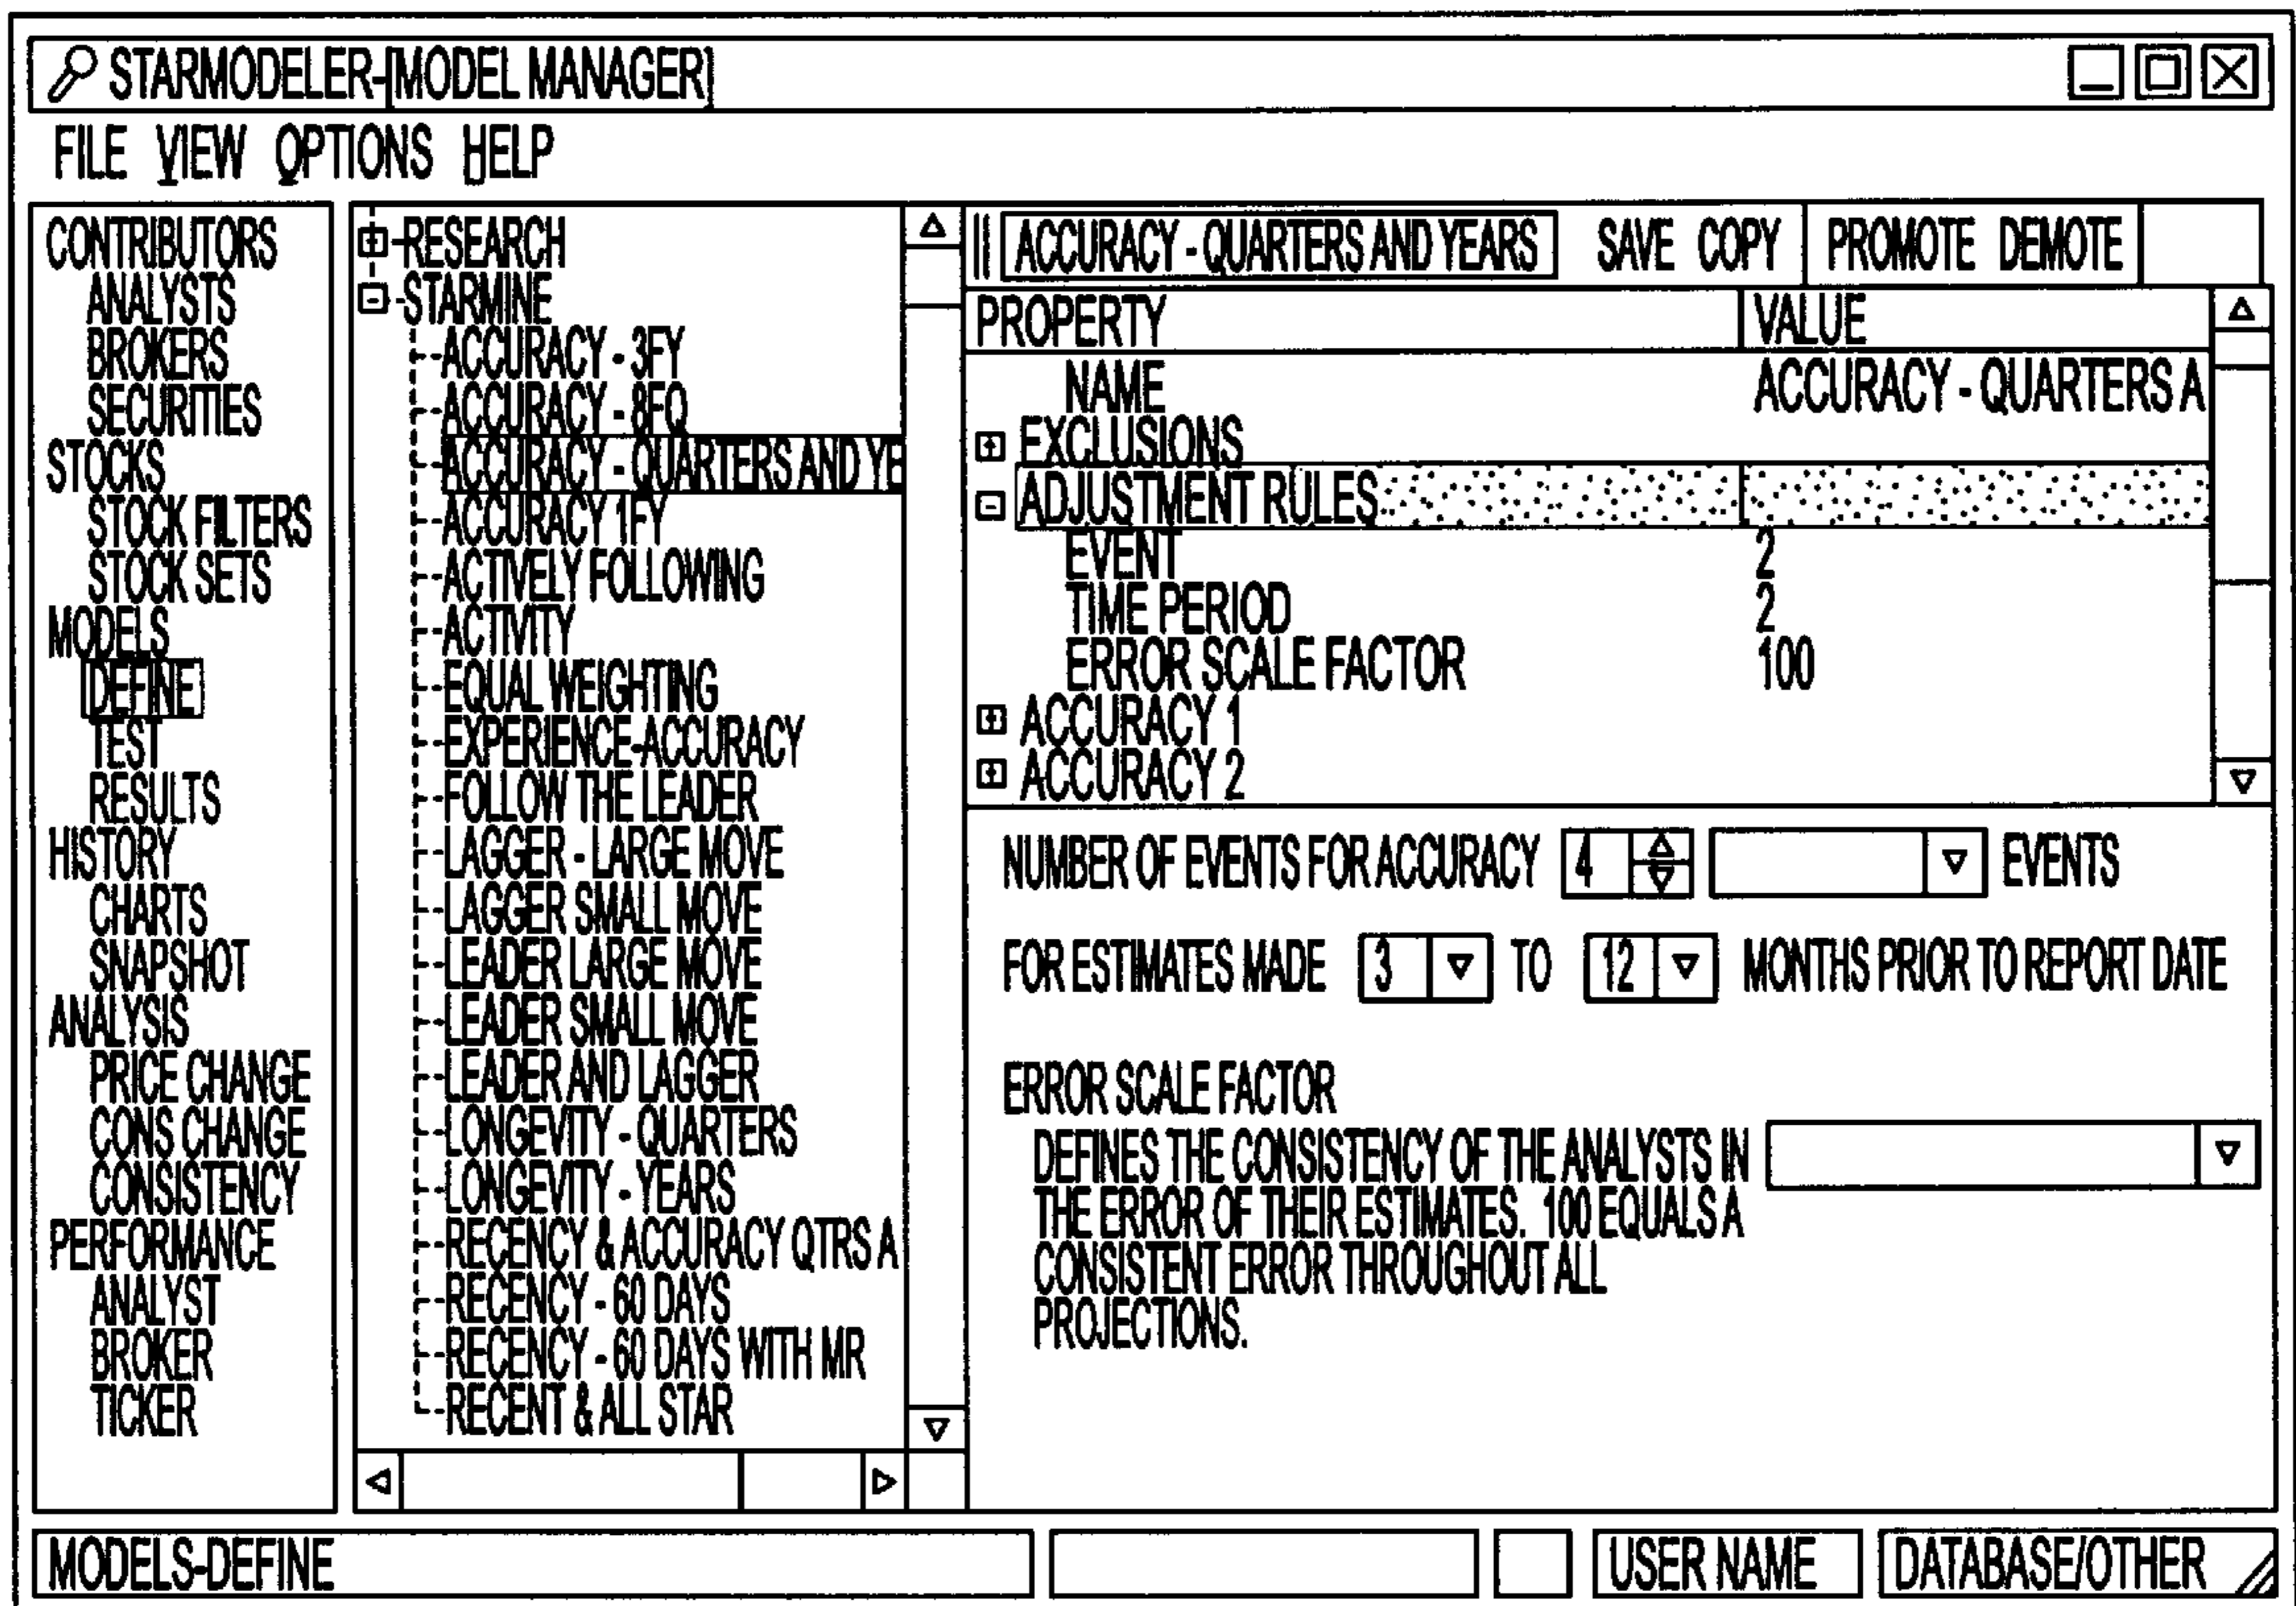 STARMODELER-[MODEL MANAGER]
FILE VIEW OPTIONS HELP
CONTRIBUTORS
ANALYSTS
BROKERS
SECURITIES
STOCKS
STOCK FILTERS
STOCK SETS
MODELS
DEFINE
TEST
RESULTS
HISTORY
CHARTS
SNAPSHOT
ANALYSIS
PRICE CHANGE
CONS CHANGE
CONSISTENCY
PERFORMANCE
ANALYST
BROKER
TICKER
RESEARCH
STARMINE
ACCURACY - 3FY
ACCURACY - 8FQ
ACCURACY - QUARTERS AND YE
ACCURACY 1FY
ACTIVELY FOLLOWING
ACTIVITY
EQUAL WEIGHTING
EXPERIENCE-ACCURACY
FOLLOW THE LEADER
LAGGER - LARGE MOVE
LAGGER SMALL MOVE
LEADER LARGE MOVE
LEADER SMALL MOVE
LEADER AND LAGGER
LONGEVITY - QUARTERS
LONGEVITY - YEARS
RECENCY & ACCURACY QTRS A
RECENCY - 60 DAYS
RECENCY - 60 DAYS WITH MR
RECENT & ALL STAR
ACCURACY - QUARTERS AND YEARS SAVE COPY PROMOTE DEMOTE
PROPERTY VALUE
NAME ACCURACY - QUARTERS A
EXCLUSIONS
ADJUSTMENT RULES
EVENT 2
TIME PERIOD 2
ERROR SCALE FACTOR 100
ACCURACY 1
ACCURACY 2
NUMBER OF EVENTS FOR ACCURACY 4 EVENTS
FOR ESTIMATES MADE 3 TO 12 MONTHS PRIOR TO REPORT DATE
ERROR SCALE FACTOR
DEFINES THE CONSISTENCY OF THE ANALYSTS IN
THE ERROR OF THEIR ESTIMATES. 100 EQUALS A
CONSISTENT ERROR THROUGHOUT ALL
PROJECTIONS.
MODELS-DEFINE USER NAME DATABASE/OTHER